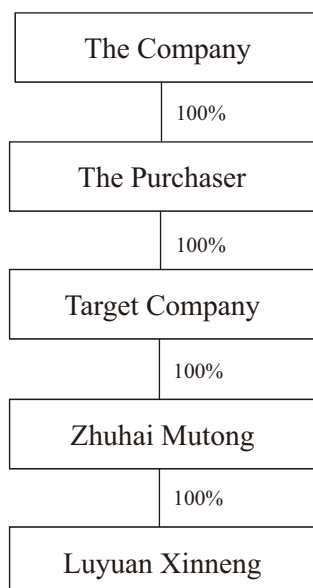 The Company
100%
The Purchaser
100%
Target Company
100%
Zhuhai Mutong
100%
Luyuan Xinneng